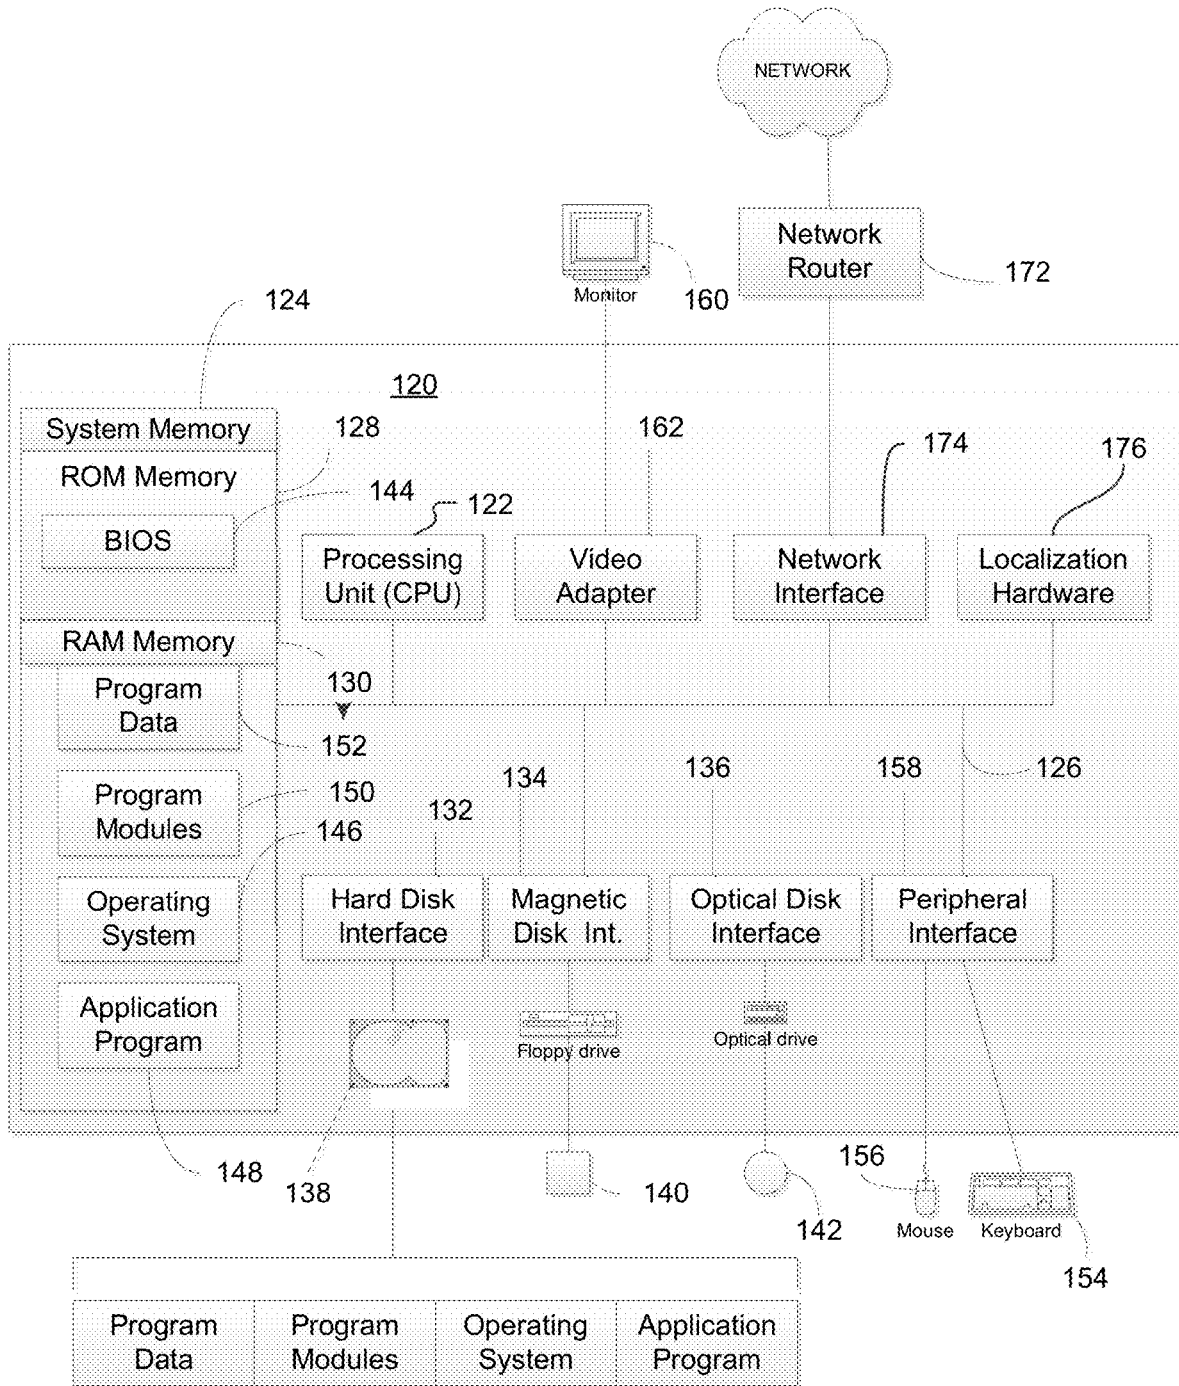 NETWORK
Network
Router
172
Monitor
160
124
120
System Memory
128
162
174
176
ROM Memory
144
122
BIOS
Processing
Unit (CPU)
Video
Adapter
Network
Interface
Localization
Hardware
RAM Memory
130
Program
Data
152
134
136
158
126
150
Program
Modules
146
132
Operating
System
Hard Disk
Interface
Magnetic
Disk Int.
Optical Disk
Interface
Peripheral
Interface
Application
Program
Floppy drive
Optical drive
148
138
140
142
156
Mouse
Keyboard
154
Program
Data
Program
Modules
Operating
System
Application
Program